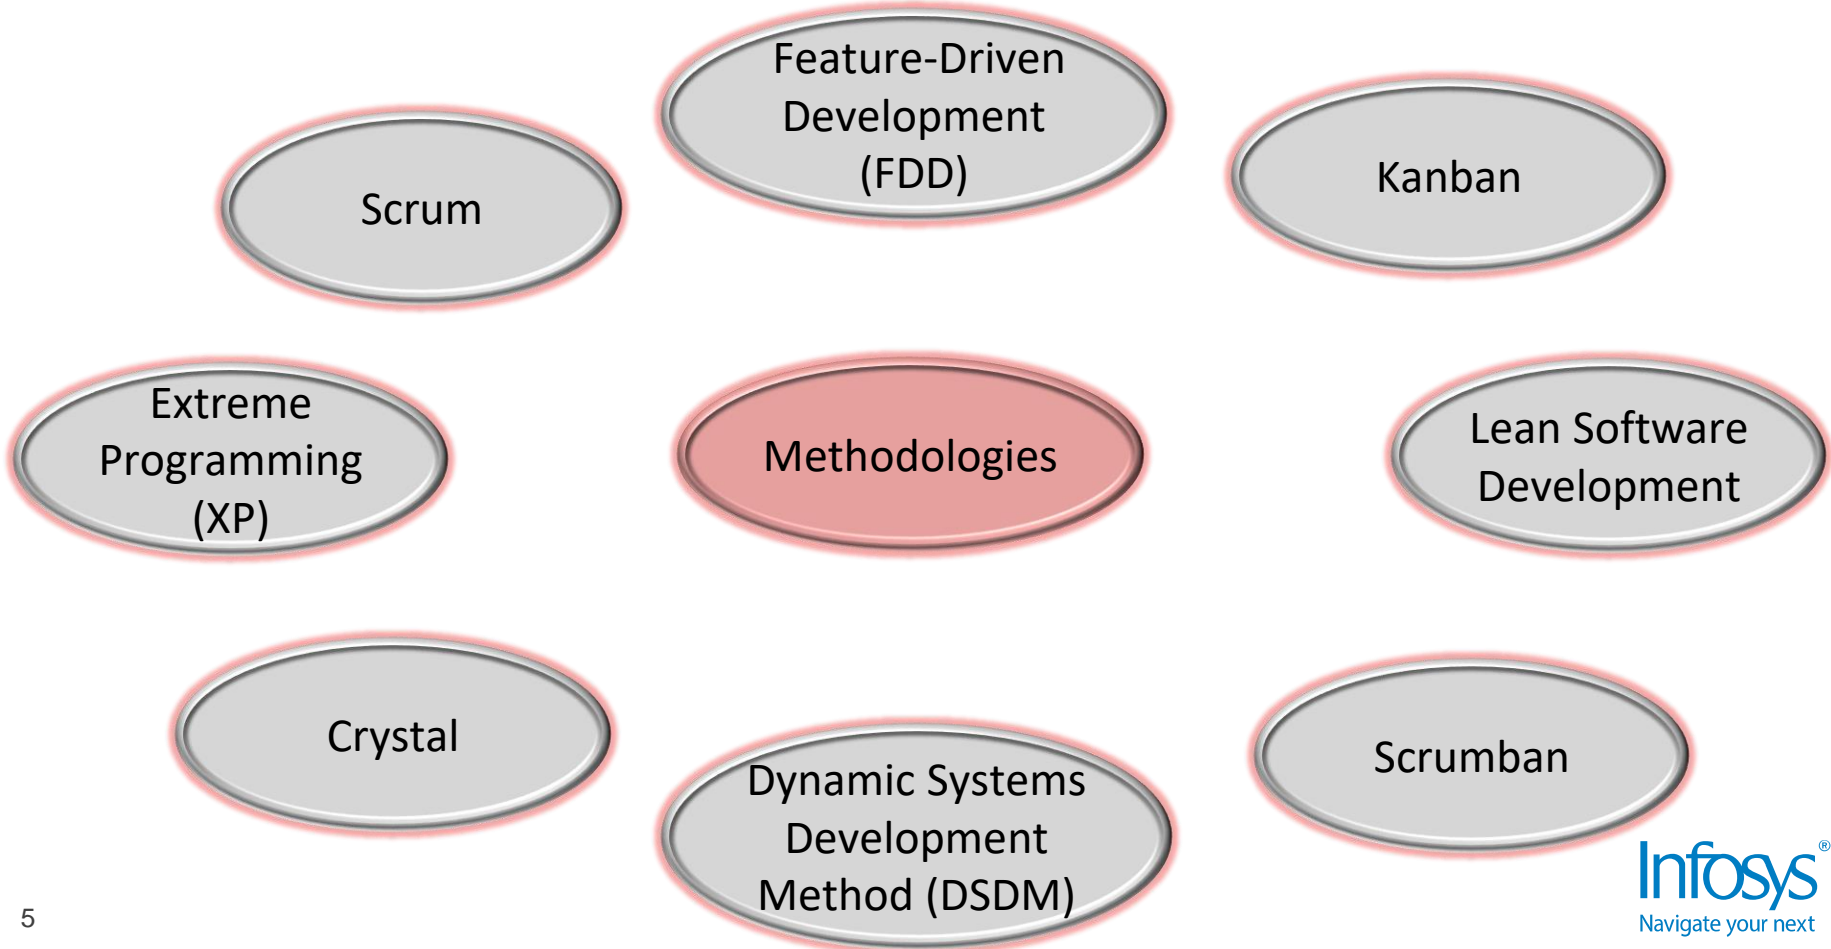 Feature-Driven
Development
(FDD)
Kanban
Scrum
Extreme
Programming
(XP)
Methodologies
Lean Software
Development
Crystal
Dynamic Systems
Development
Method (DSDM)
Scrumban
Infosys®
Navigate your next
5